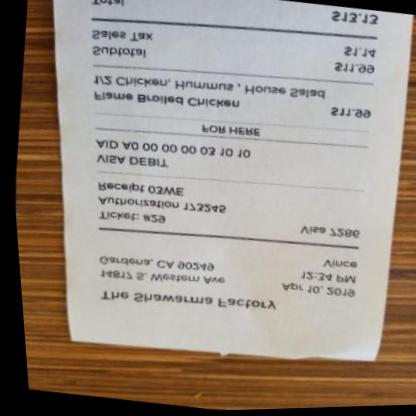 The Shawarma Factory
14817 S. Western Ave
Gardena, CA 90249
Apr 10, 2019
12:34 PM
Vince
Ticket: #29
Visa 7286
Authorization 173245
Receipt 03WE
VISA DEBIT
AID A0 00 00 00 03 10 10
FOR HERE
Flame Broiled Chicken $11.99
1/2 Chicken, Hummus , House Salad
Subtotal $11.99
Sales Tax $1.14
Total $13.13